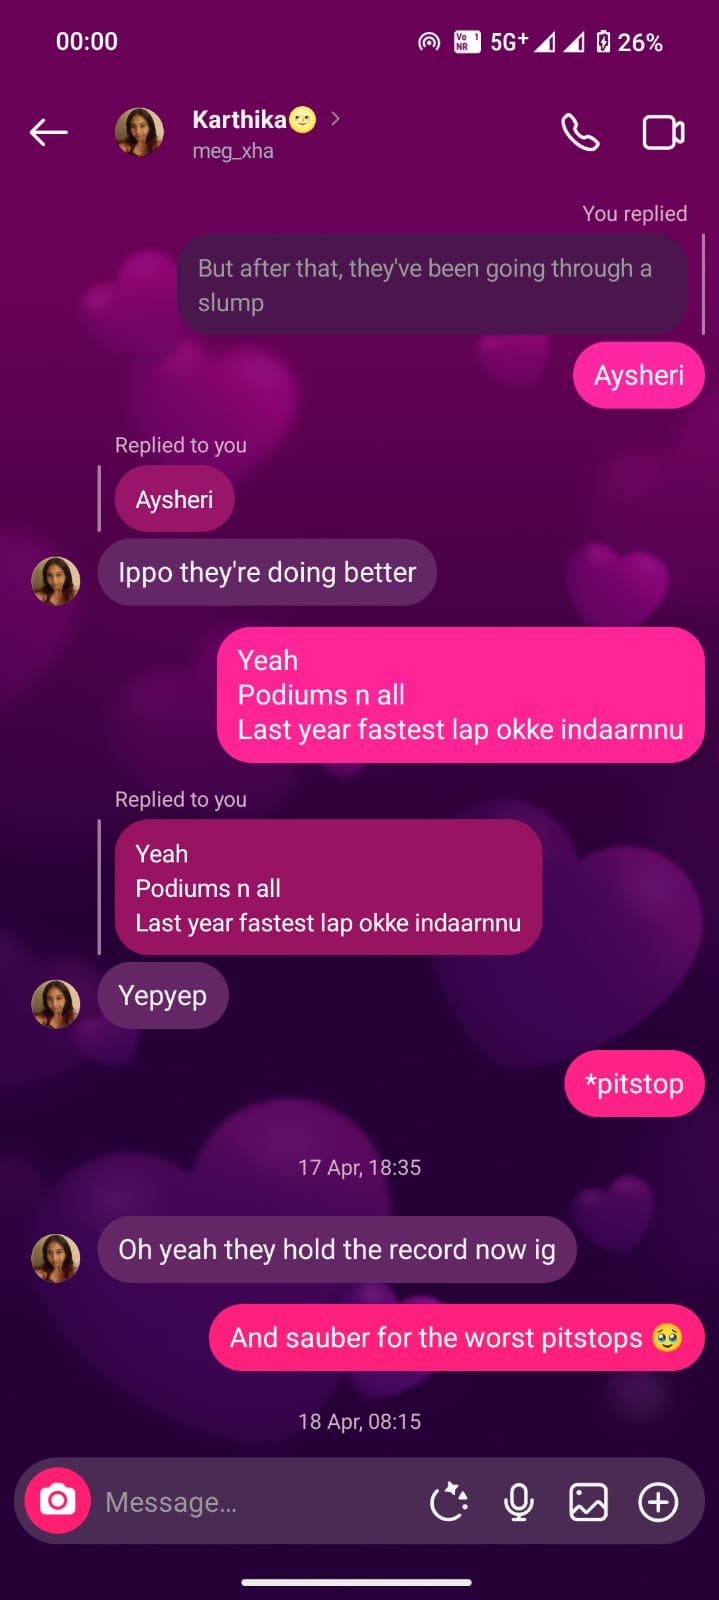 00:00
Vo 1
NR
5G+
26%
Karthika🌝
meg_xha
You replied
But after that, they've been going through a
slump
Aysheri
Replied to you
Aysheri
Ippo they're doing better
Yeah
Podiums n all
Last year fastest lap okke indaarnnu
Replied to you
Yeah
Podiums n all
Last year fastest lap okke indaarnnu
Yepyep
*pitstop
17 Apr, 18:35
Oh yeah they hold the record now ig
And sauber for the worst pitstops 🥹
18 Apr, 08:15
Message...